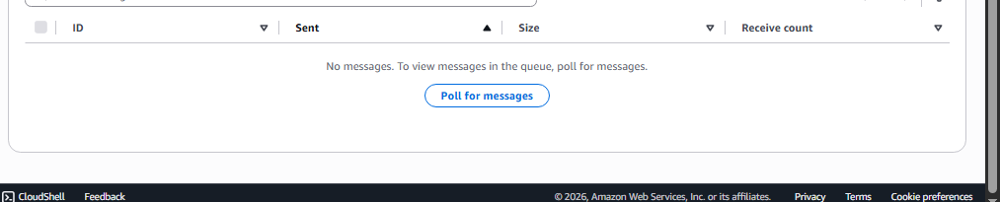 ID Sent Size Receive count
No messages. To view messages in the queue, poll for messages.
Poll for messages
CloudShell Feedback © 2026, Amazon Web Services, Inc. or its affiliates. Privacy Terms Cookie preferences